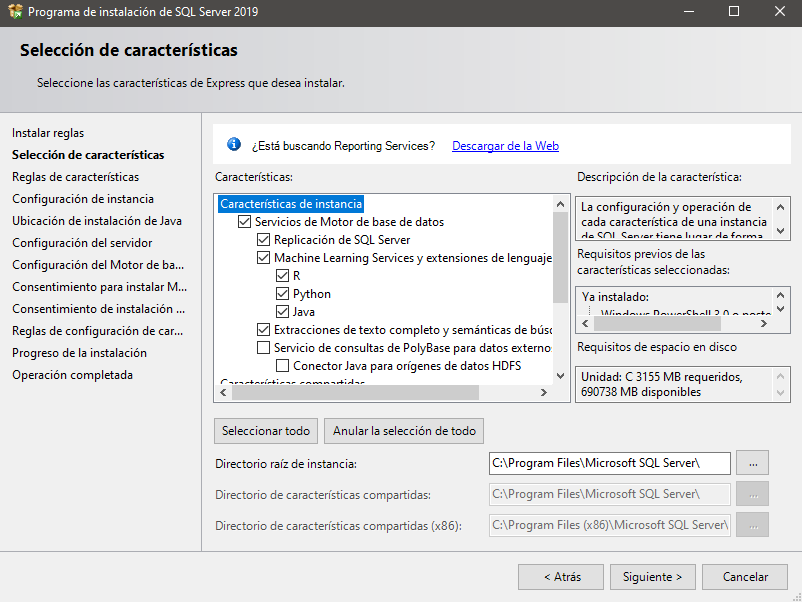 Programa de instalación de SQL Server 2019
Selección de características
Seleccione las características de Express que desea instalar.
Instalar reglas
Selección de características
Reglas de características
Configuración de instancia
Ubicación de instalación de Java
Configuración del servidor
Configuración del Motor de ba...
Consentimiento para instalar M...
Consentimiento de instalación ...
Reglas de configuración de car...
Progreso de la instalación
Operación completada
¿Está buscando Reporting Services? Descargar de la Web
Características:
Características de instancia
Servicios de Motor de base de datos
Replicación de SQL Server
Machine Learning Services y extensiones de lenguaje
R
Python
Java
Extracciones de texto completo y semánticas de búsc
Servicio de consultas de PolyBase para datos externo
Conector Java para orígenes de datos HDFS
Características compartidas
Descripción de la característica:
La configuración y operación de
cada característica de una instancia
de SQL Server tiene lugar de forma
Requisitos previos de las
características seleccionadas:
Ya instalado:
Windows PowerShell 3.0 o poste
Requisitos de espacio en disco
Unidad: C 3155 MB requeridos,
690738 MB disponibles
Seleccionar todo
Anular la selección de todo
Directorio raíz de instancia: C:\Program Files\Microsoft SQL Server\ ...
Directorio de características compartidas: C:\Program Files\Microsoft SQL Server\ ...
Directorio de características compartidas (x86): C:\Program Files (x86)\Microsoft SQL Server\ ...
< Atrás
Siguiente >
Cancelar